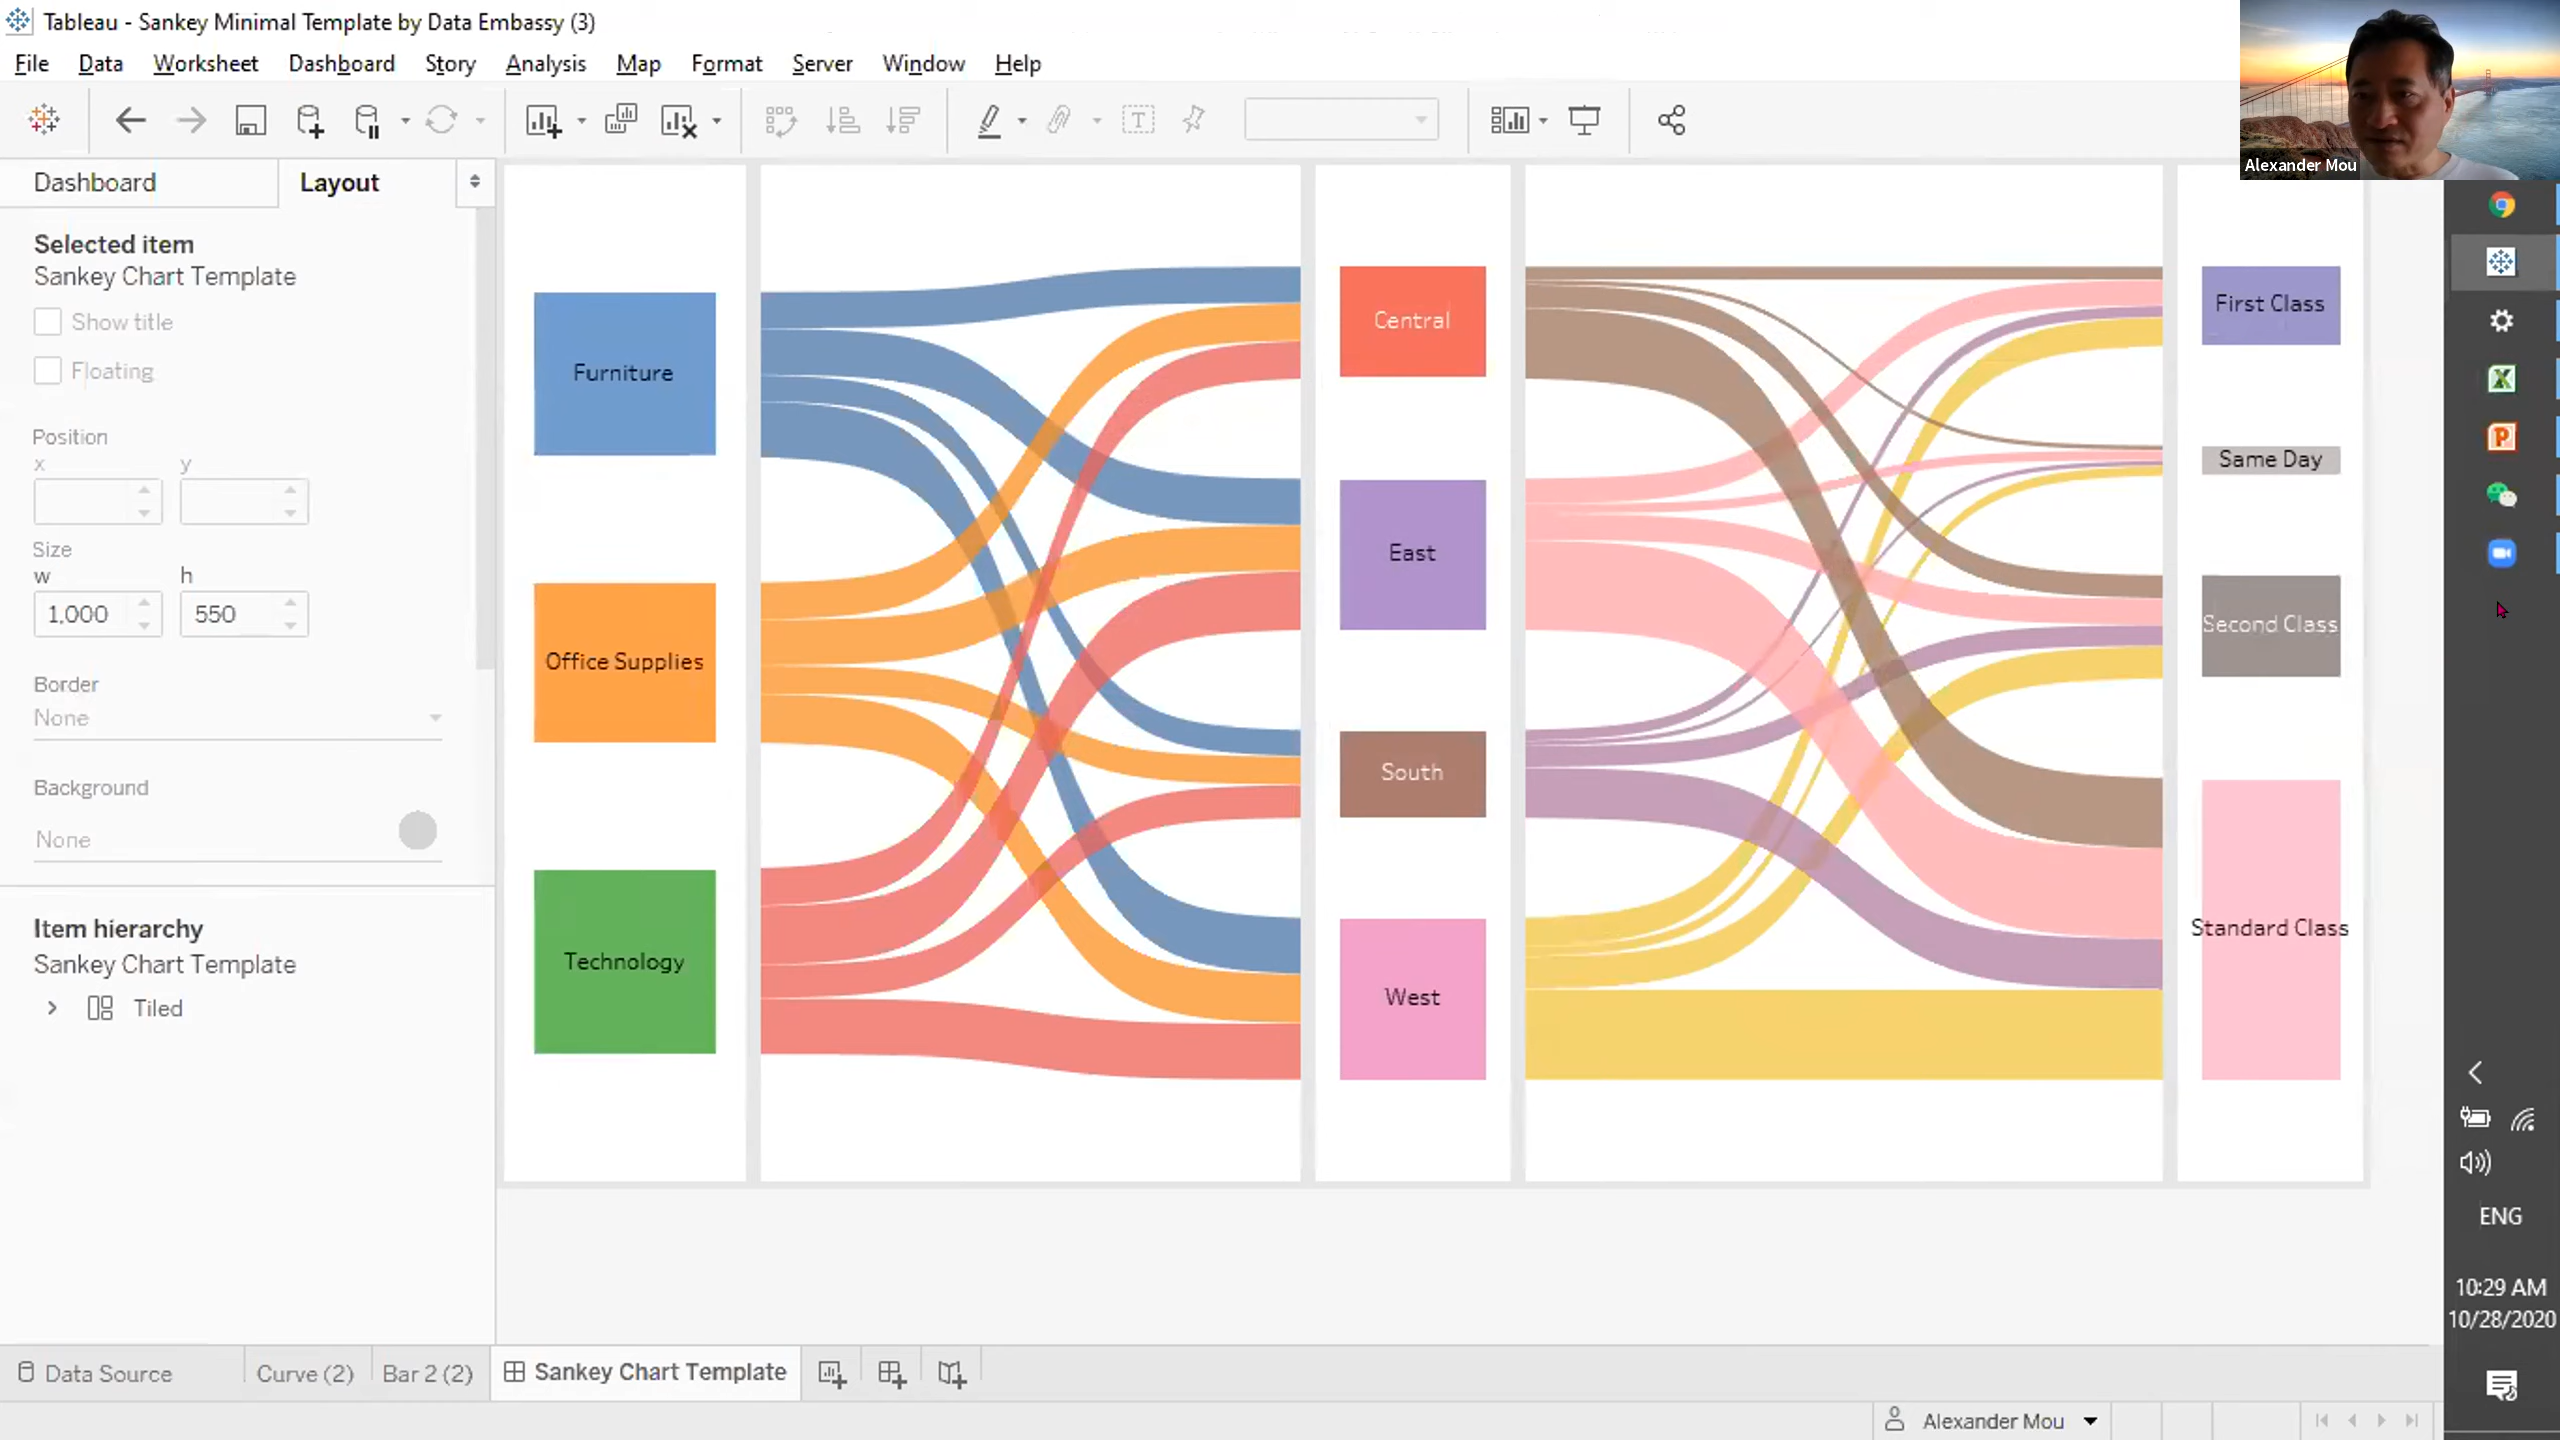 Tableau - Sankey Minimal Template by Data Embassy (3)
File Data Worksheet Dashboard Story Analysis Map Format Server Window Help
Alexander Mou
Dashboard
Layout
Selected item
Sankey Chart Template
Show title
Floating
Position
x y
Size
w h
1,000 550
Border
None
Background
None
Item hierarchy
Sankey Chart Template
Tiled
Furniture
Office Supplies
Technology
Central
East
South
West
First Class
Same Day
Second Class
Standard Class
ENG
10:29 AM
10/28/2020
Data Source
Curve (2)
Bar 2 (2)
Sankey Chart Template
Alexander Mou